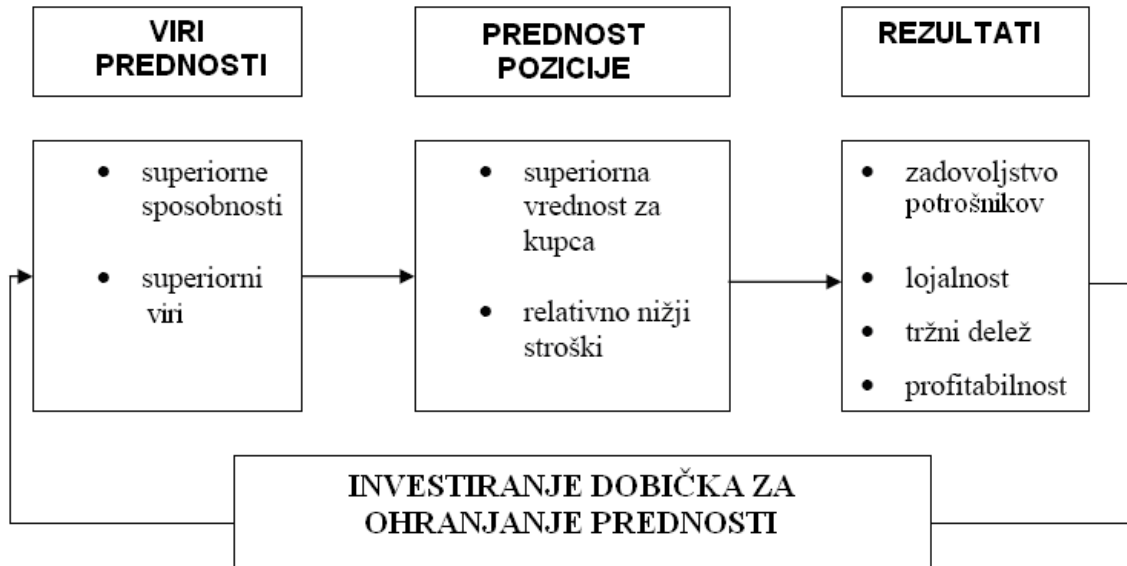 VIRI
PREDNOSTI
PREDNOST
POZICIJE
REZULTATI
• superiorne
sposobnosti
• superiorni
viri
• superiorna
vrednost za
kupca
• relativno nižji
stroški
• zadovoljstvo
potrošnikov
• lojalnost
• tržni delež
• profitabilnost
INVESTIRANJE DOBIČKA ZA
OHRANJANJE PREDNOSTI